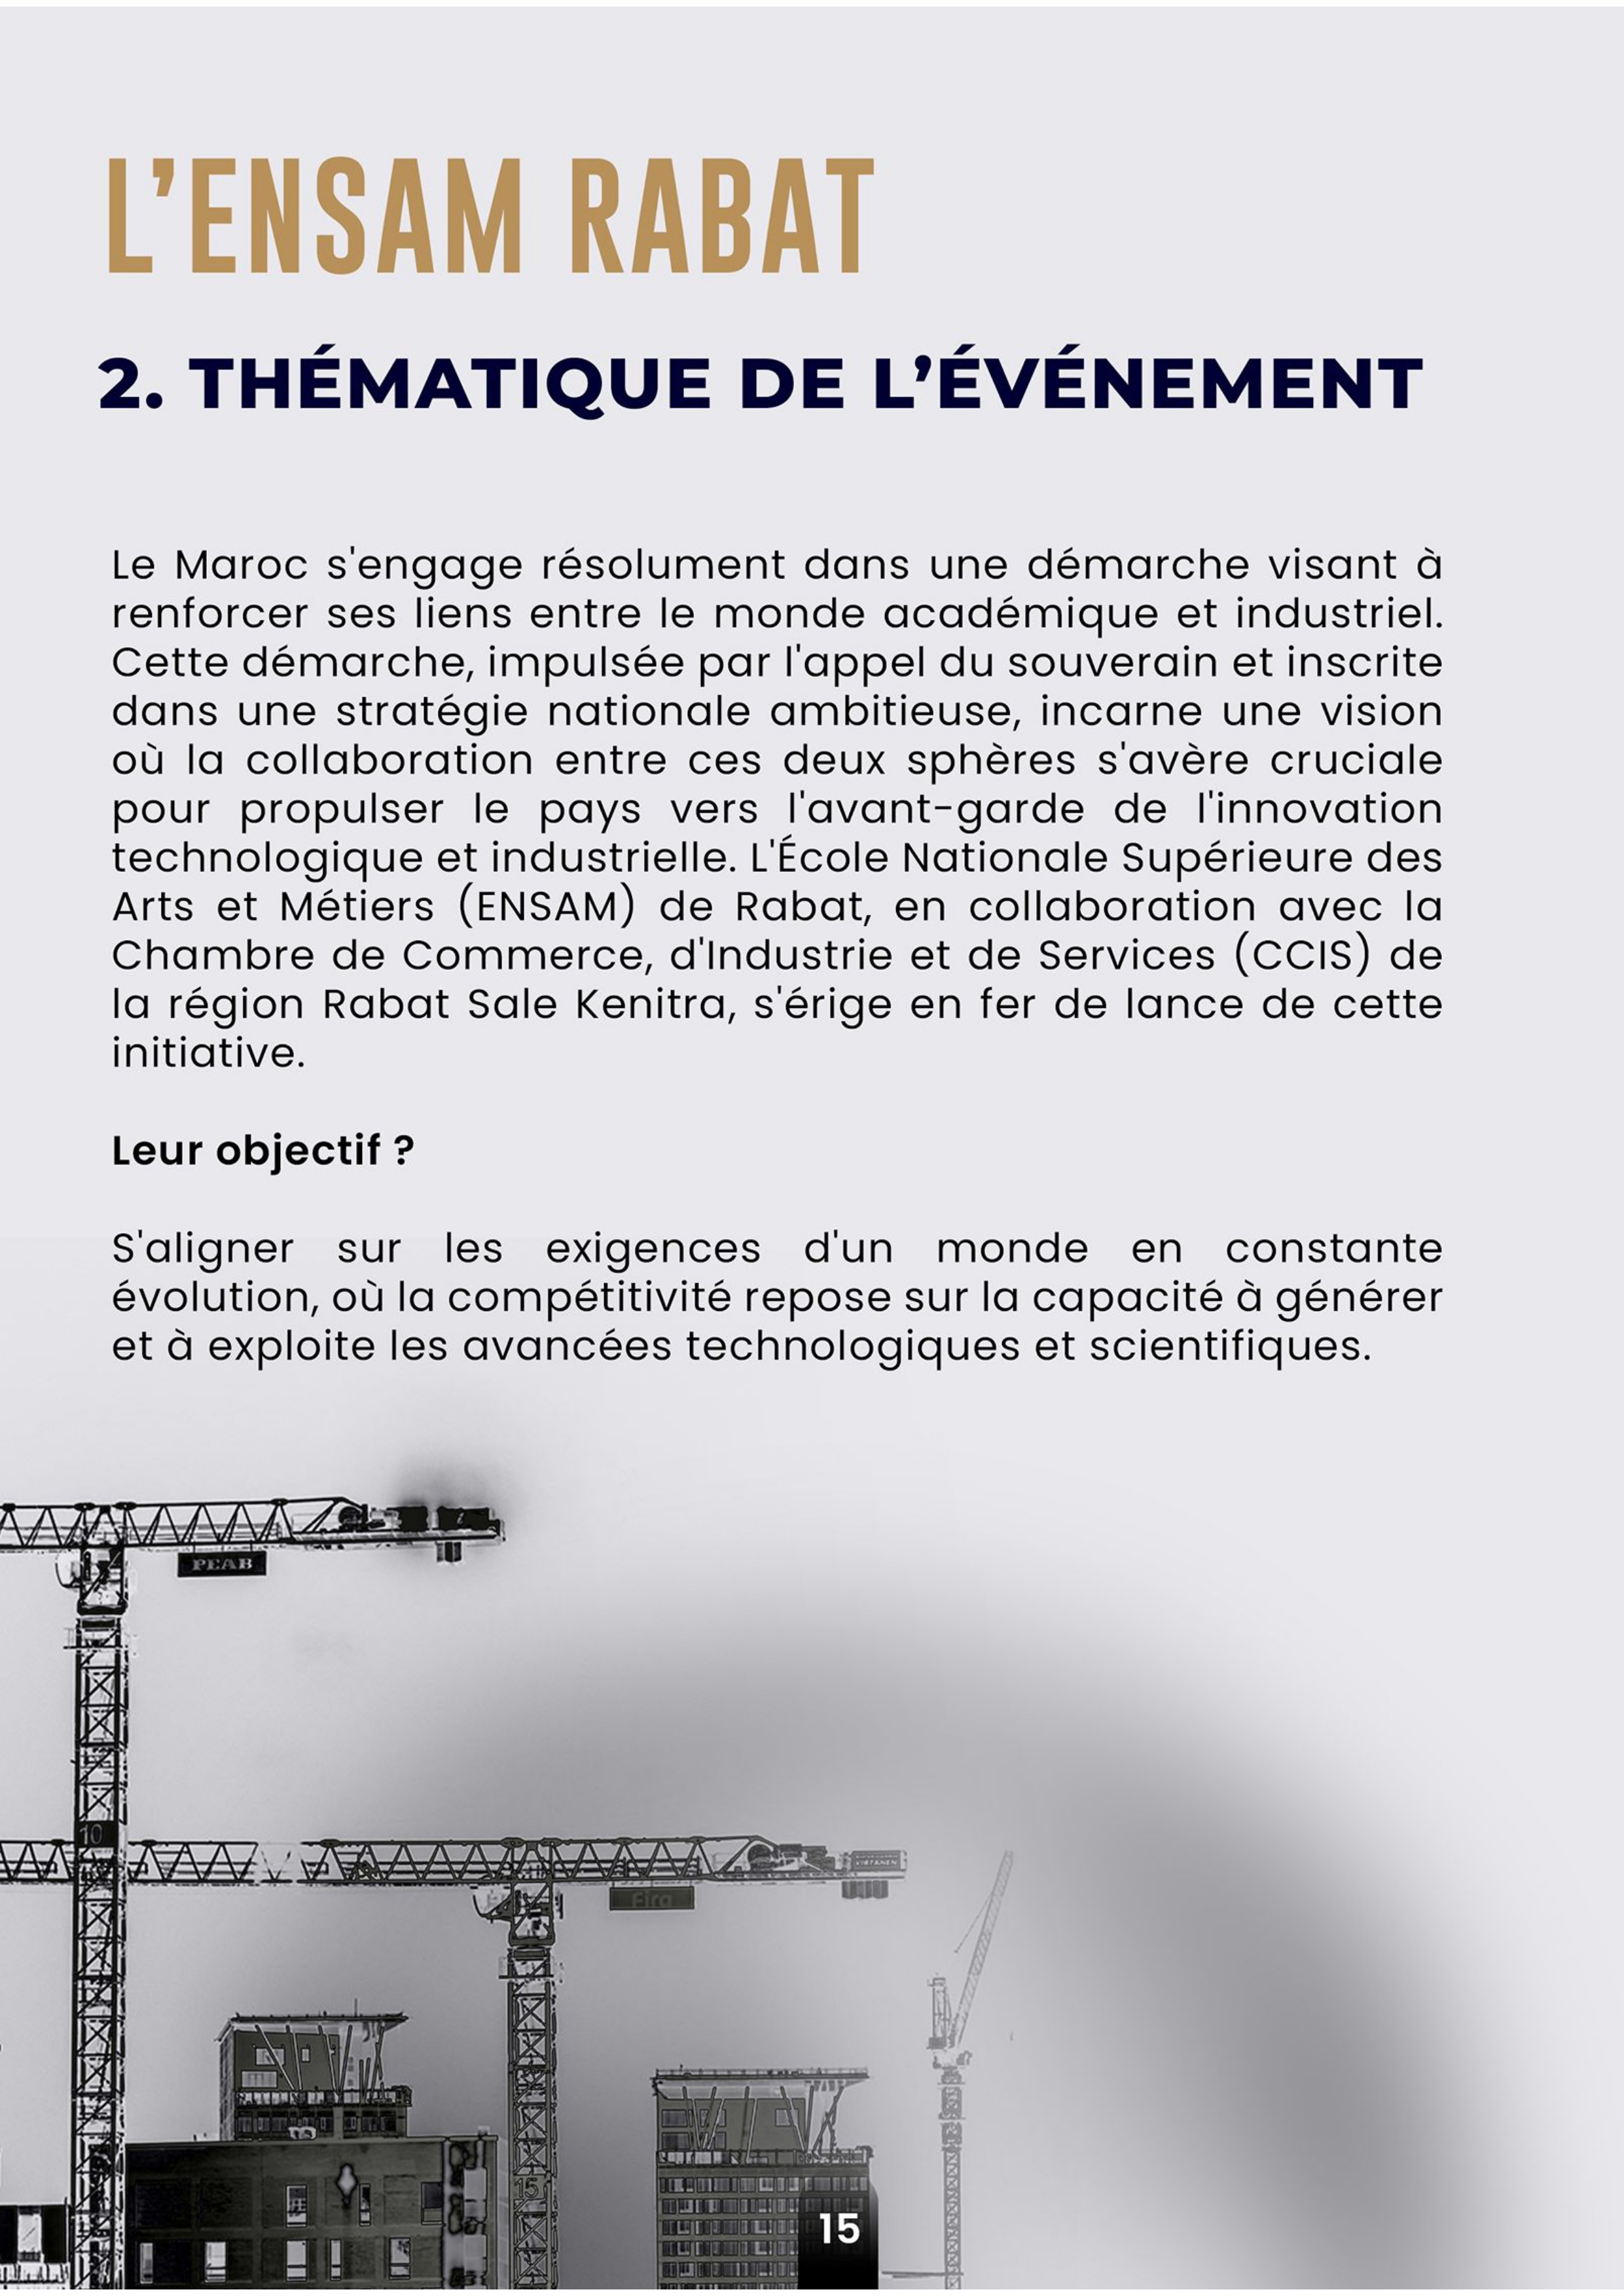 L’ENSAM RABAT
2. THÉMATIQUE DE L’ÉVÉNEMENT
Le Maroc s'engage résolument dans une démarche visant à
renforcer ses liens entre le monde académique et industriel.
Cette démarche, impulsée par l'appel du souverain et inscrite
dans une stratégie nationale ambitieuse, incarne une vision
où la collaboration entre ces deux sphères s'avère cruciale
pour propulser le pays vers l'avant-garde de l'innovation
technologique et industrielle. L'École Nationale Supérieure des
Arts et Métiers (ENSAM) de Rabat, en collaboration avec la
Chambre de Commerce, d'Industrie et de Services (CCIS) de
la région Rabat Sale Kenitra, s'érige en fer de lance de cette
initiative.
Leur objectif ?
S'aligner sur les exigences d'un monde en constante
évolution, où la compétitivité repose sur la capacité à générer
et à exploite les avancées technologiques et scientifiques.
PEAB
10
VIRTANEN
Fira
15
15